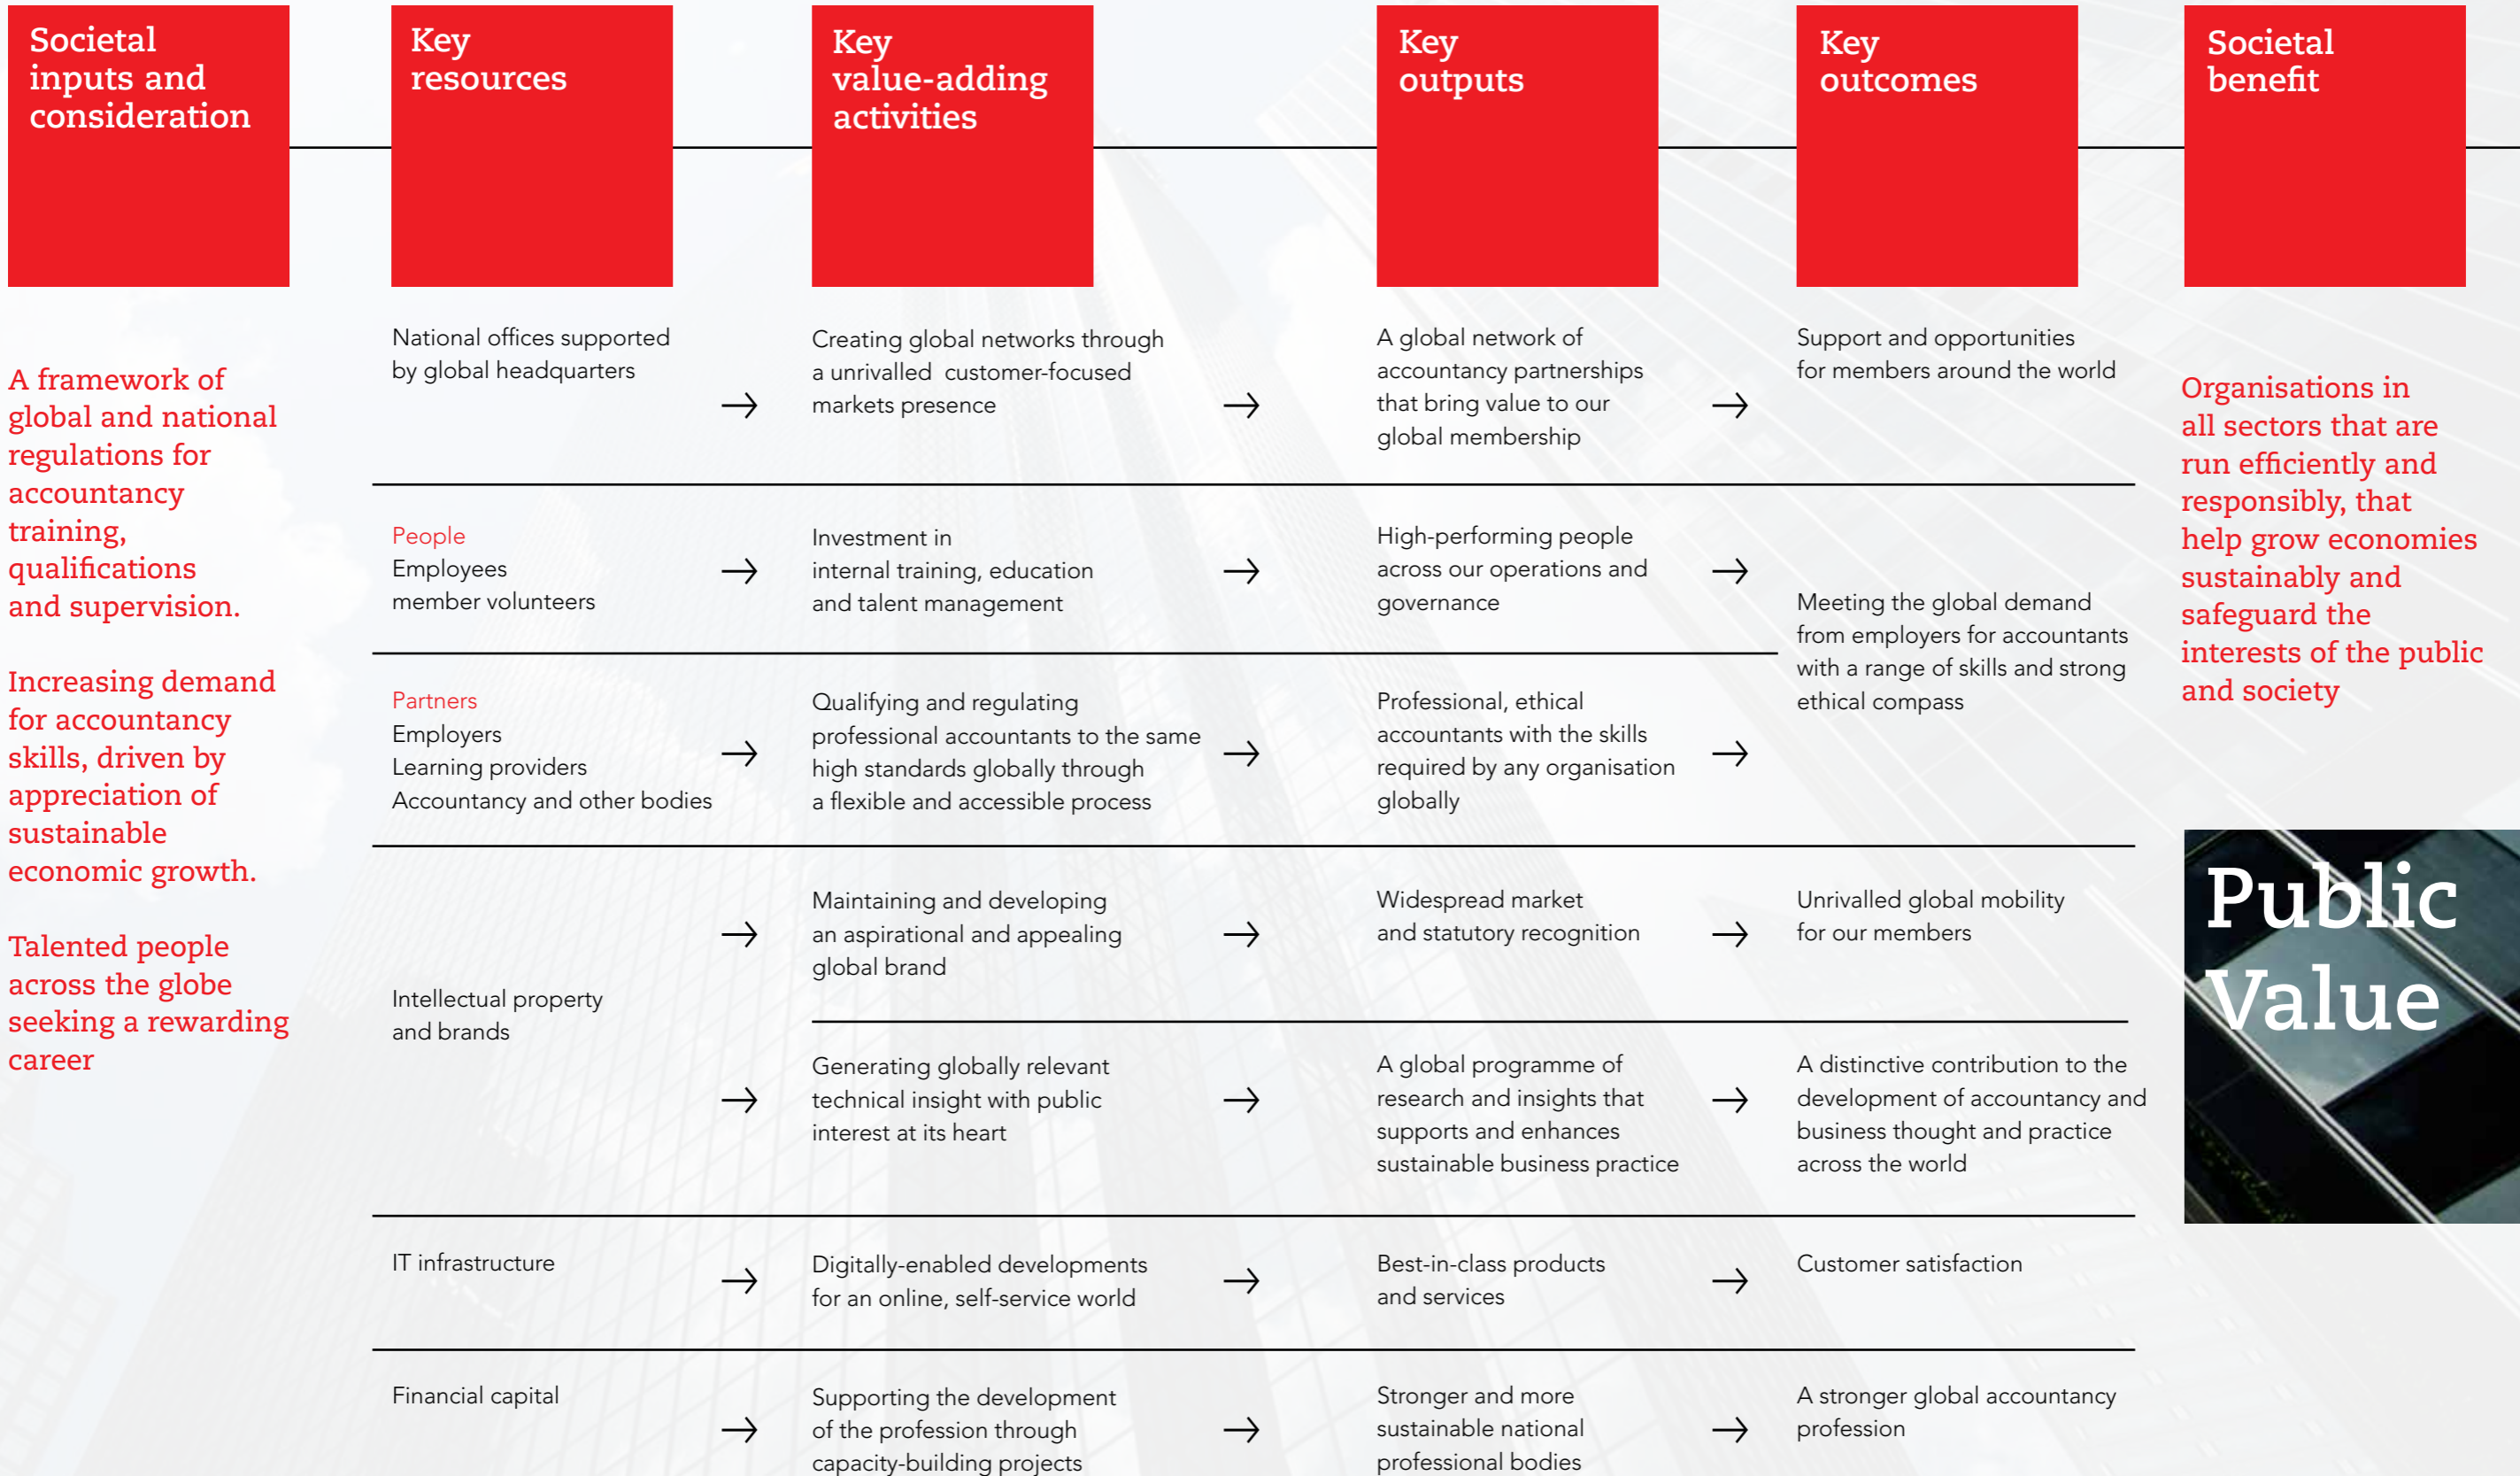 Societal
inputs and
consideration
Key
resources
Key
value-adding
activities
Key
outputs
Key
outcomes
Societal
benefit
A framework of
global and national
regulations for
accountancy
training,
qualifications
and supervision.
Increasing demand
for accountancy
skills, driven by
appreciation of
sustainable
economic growth.
Talented people
across the globe
seeking a rewarding
career
National offices supported
by global headquarters
→
Creating global networks through
a unrivalled customer-focused
markets presence
→
A global network of
accountancy partnerships
that bring value to our
global membership
→
Support and opportunities
for members around the world
People
Employees
member volunteers
→
Investment in
internal training, education
and talent management
→
High-performing people
across our operations and
governance
→
Meeting the global demand
from employers for accountants
with a range of skills and strong
ethical compass
Partners
Employers
Learning providers
Accountancy and other bodies
→
Qualifying and regulating
professional accountants to the same
high standards globally through
a flexible and accessible process
→
Professional, ethical
accountants with the skills
required by any organisation
globally
→
Intellectual property
and brands
→
Maintaining and developing
an aspirational and appealing
global brand
→
Widespread market
and statutory recognition
→
Unrivalled global mobility
for our members
→
Generating globally relevant
technical insight with public
interest at its heart
→
A global programme of
research and insights that
supports and enhances
sustainable business practice
→
A distinctive contribution to the
development of accountancy and
business thought and practice
across the world
IT infrastructure
→
Digitally-enabled developments
for an online, self-service world
→
Best-in-class products
and services
→
Customer satisfaction
Financial capital
→
Supporting the development
of the profession through
capacity-building projects
→
Stronger and more
sustainable national
professional bodies
→
A stronger global accountancy
profession
Organisations in
all sectors that are
run efficiently and
responsibly, that
help grow economies
sustainably and
safeguard the
interests of the public
and society
Public
Value